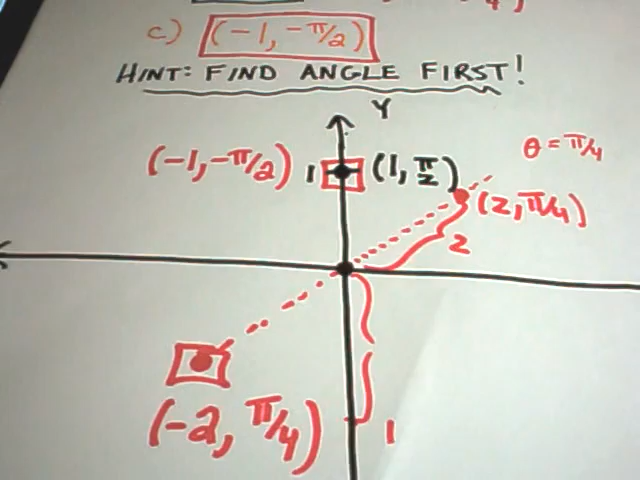 c) (-1, -π/2)
HINT: FIND ANGLE FIRST!
Y
θ = π/4
(-1, -π/2) 1 (1, π/2)
(2, π/4)
2
(-2, π/4)
1